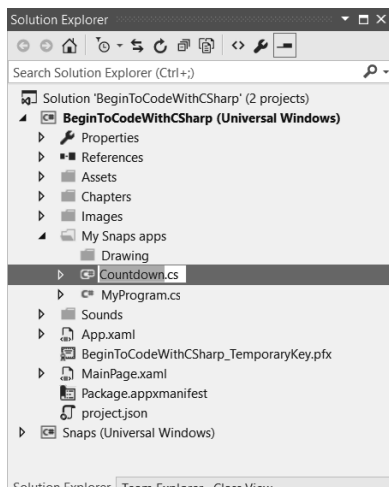 Solution Explorer
Search Solution Explorer (Ctrl+;)
Solution 'BeginToCodeWithCSharp' (2 projects)
BeginToCodeWithCSharp (Universal Windows)
Properties
References
Assets
Chapters
Images
My Snaps apps
Drawing
Countdown.cs
MyProgram.cs
Sounds
App.xaml
BeginToCodeWithCSharp_TemporaryKey.pfx
MainPage.xaml
Package.appxmanifest
project.json
Snaps (Universal Windows)
Solution Explorer Team Explorer Class View